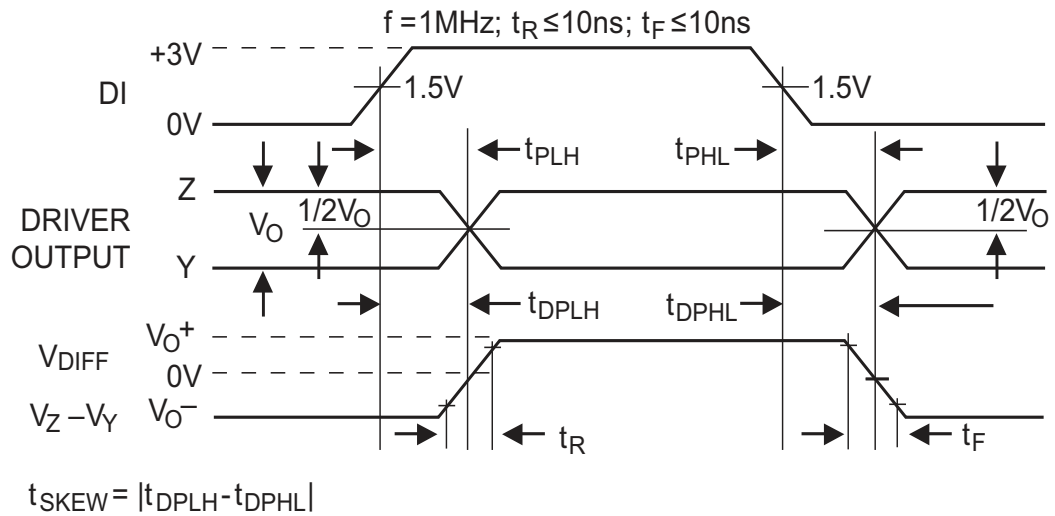 f =1MHz; tR ≤10ns; tF ≤10ns
+3V
DI
1.5V
1.5V
0V
tPLH
tPHL
Z
DRIVER OUTPUT
VO
1/2VO
1/2VO
Y
tDPLH
tDPHL
VO+
VDIFF
0V
VZ –VY
VO–
tR
tF
tSKEW = |tDPLH-tDPHL|